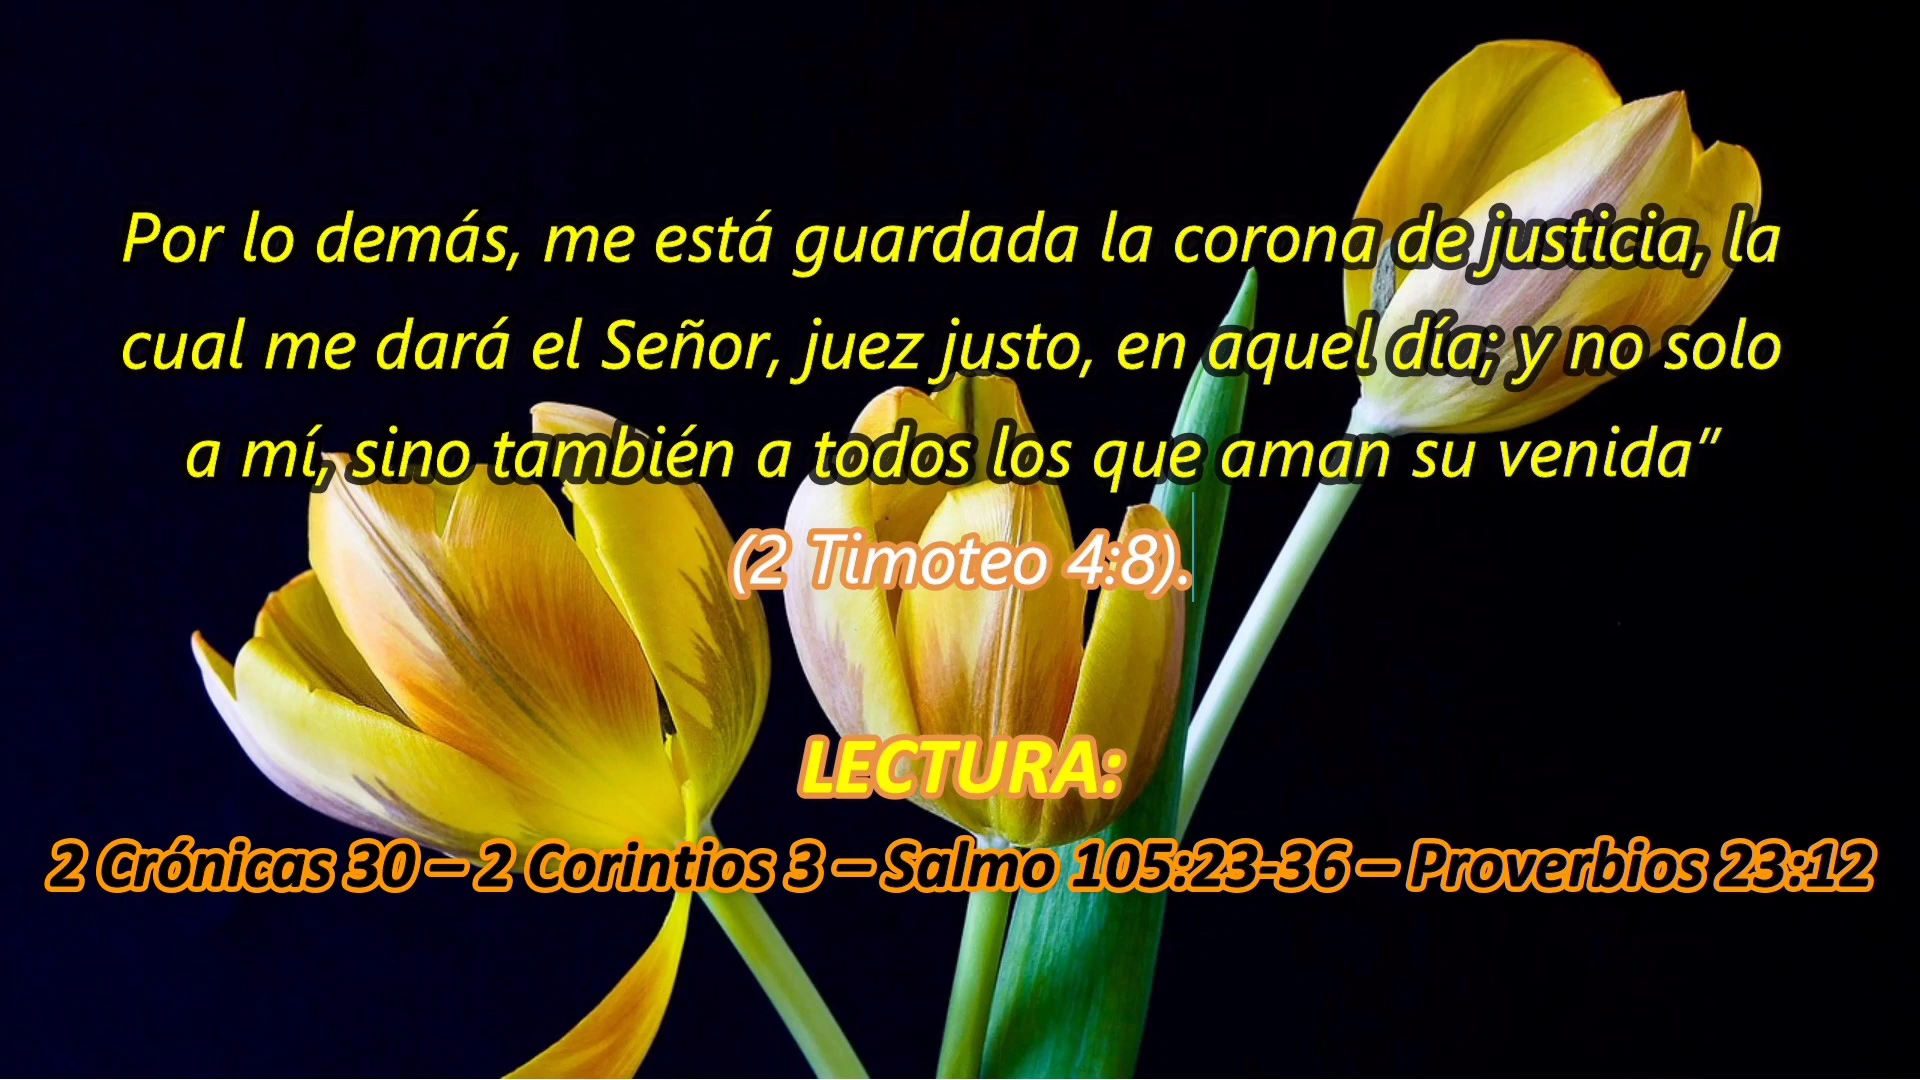 Por lo demás, me está guardada la corona de justicia, la
cual me dará el Señor, juez justo, en aquel día; y no solo
a mí, sino también a todos los que aman su venida”
(2 Timoteo 4:8).
LECTURA:
2 Crónicas 30 – 2 Corintios 3 – Salmo 105:23-36 – Proverbios 23:12